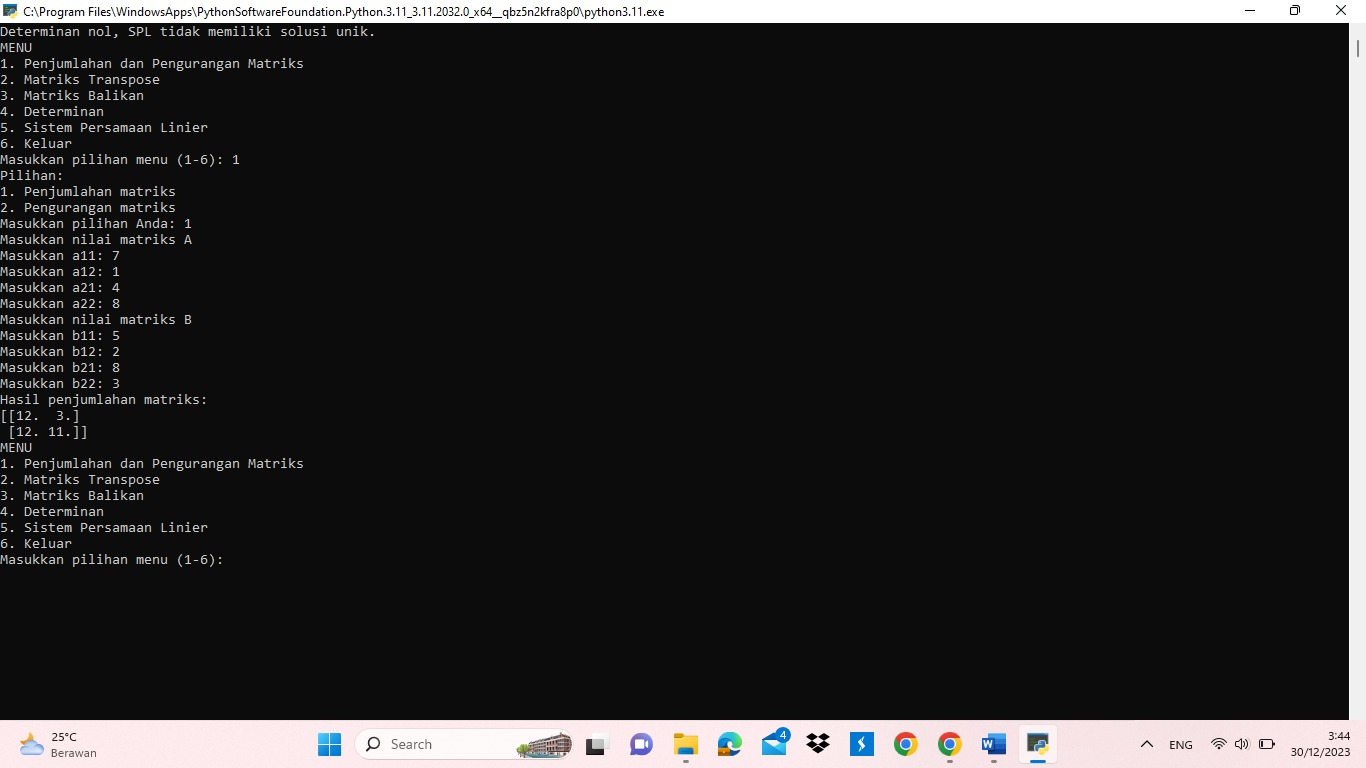 C:\Program Files\WindowsApps\PythonSoftwareFoundation.Python.3.11_3.11.2032.0_x64__qbz5n2kfra8p0\python3.11.exe
Determinan nol, SPL tidak memiliki solusi unik.
MENU
1. Penjumlahan dan Pengurangan Matriks
2. Matriks Transpose
3. Matriks Balikan
4. Determinan
5. Sistem Persamaan Linier
6. Keluar
Masukkan pilihan menu (1-6): 1
Pilihan:
1. Penjumlahan matriks
2. Pengurangan matriks
Masukkan pilihan Anda: 1
Masukkan nilai matriks A
Masukkan a11: 7
Masukkan a12: 1
Masukkan a21: 4
Masukkan a22: 8
Masukkan nilai matriks B
Masukkan b11: 5
Masukkan b12: 2
Masukkan b21: 8
Masukkan b22: 3
Hasil penjumlahan matriks:
[[12.  3.]
 [12. 11.]]
MENU
1. Penjumlahan dan Pengurangan Matriks
2. Matriks Transpose
3. Matriks Balikan
4. Determinan
5. Sistem Persamaan Linier
6. Keluar
Masukkan pilihan menu (1-6):
25°C
Berawan
Search
4
ENG
3:44
30/12/2023